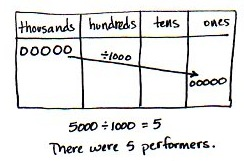 thousands hundreds tens ones
÷1000
5000 ÷ 1000 = 5
There were 5 performers.